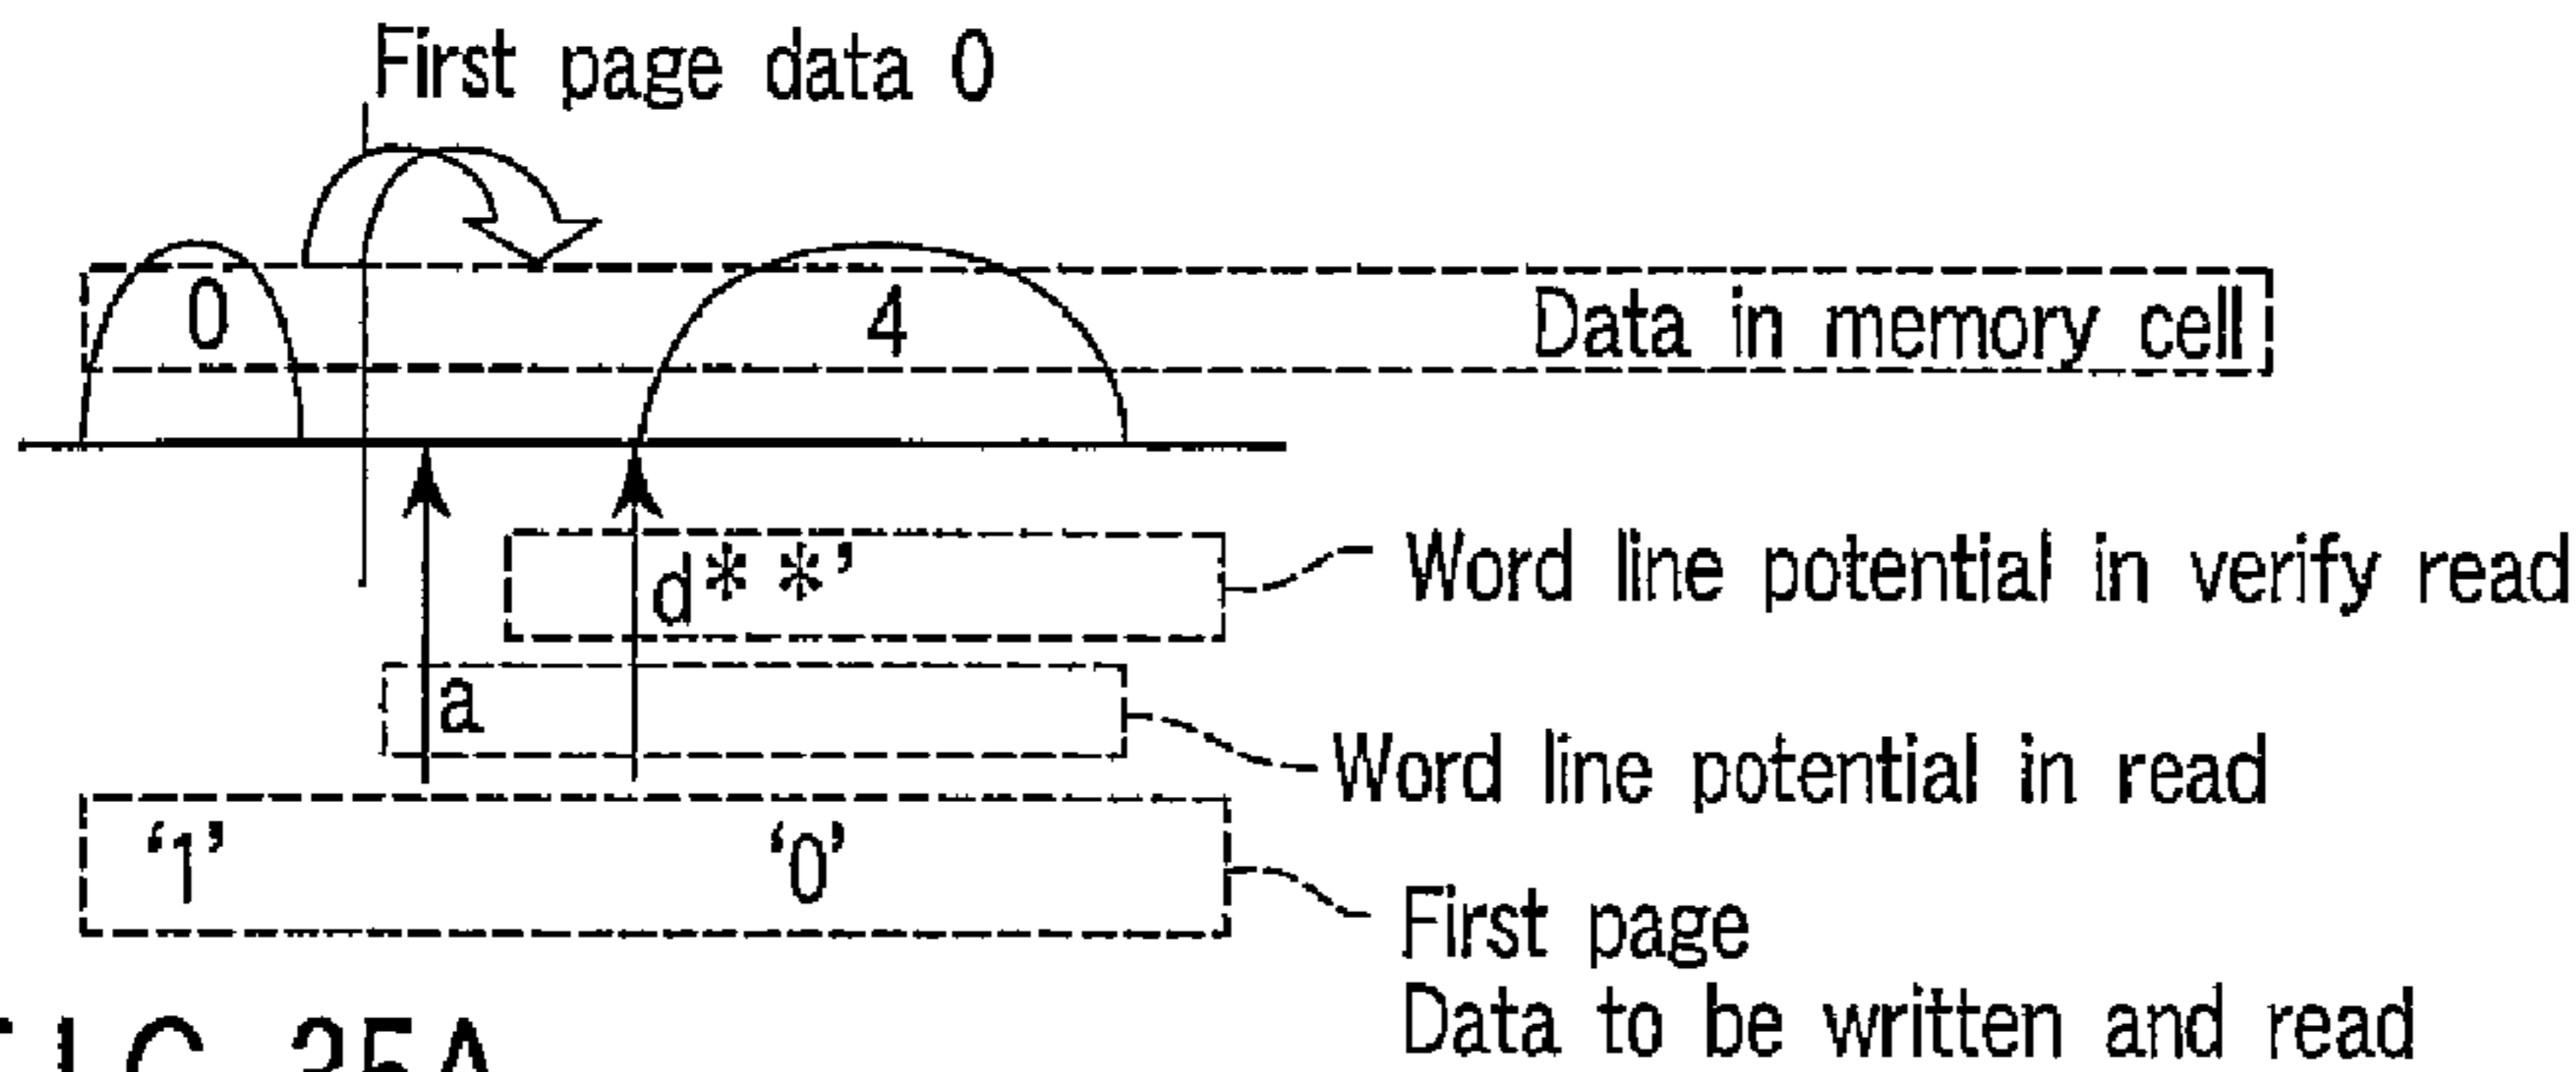 First page data 0
0 4 Data in memory cell
d**’ Word line potential in verify read
a
Word line potential in read
‘1’ ‘0’
First page
Data to be written and read
35A